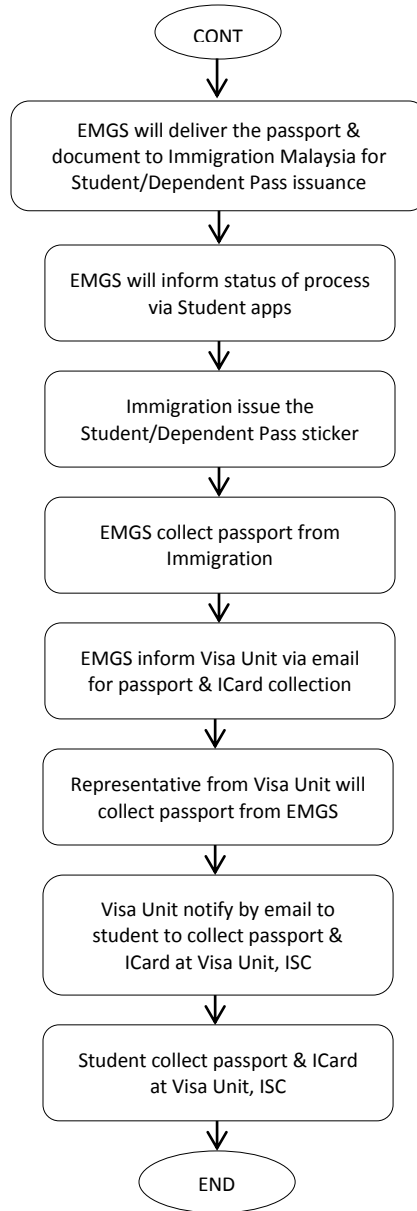 CONT
EMGS will deliver the passport &
document to Immigration Malaysia for
Student/Dependent Pass issuance
EMGS will inform status of process
via Student apps
Immigration issue the
Student/Dependent Pass sticker
EMGS collect passport from
Immigration
EMGS inform Visa Unit via email
for passport & ICard collection
Representative from Visa Unit will
collect passport from EMGS
Visa Unit notify by email to
student to collect passport &
ICard at Visa Unit, ISC
Student collect passport & ICard
at Visa Unit, ISC
END